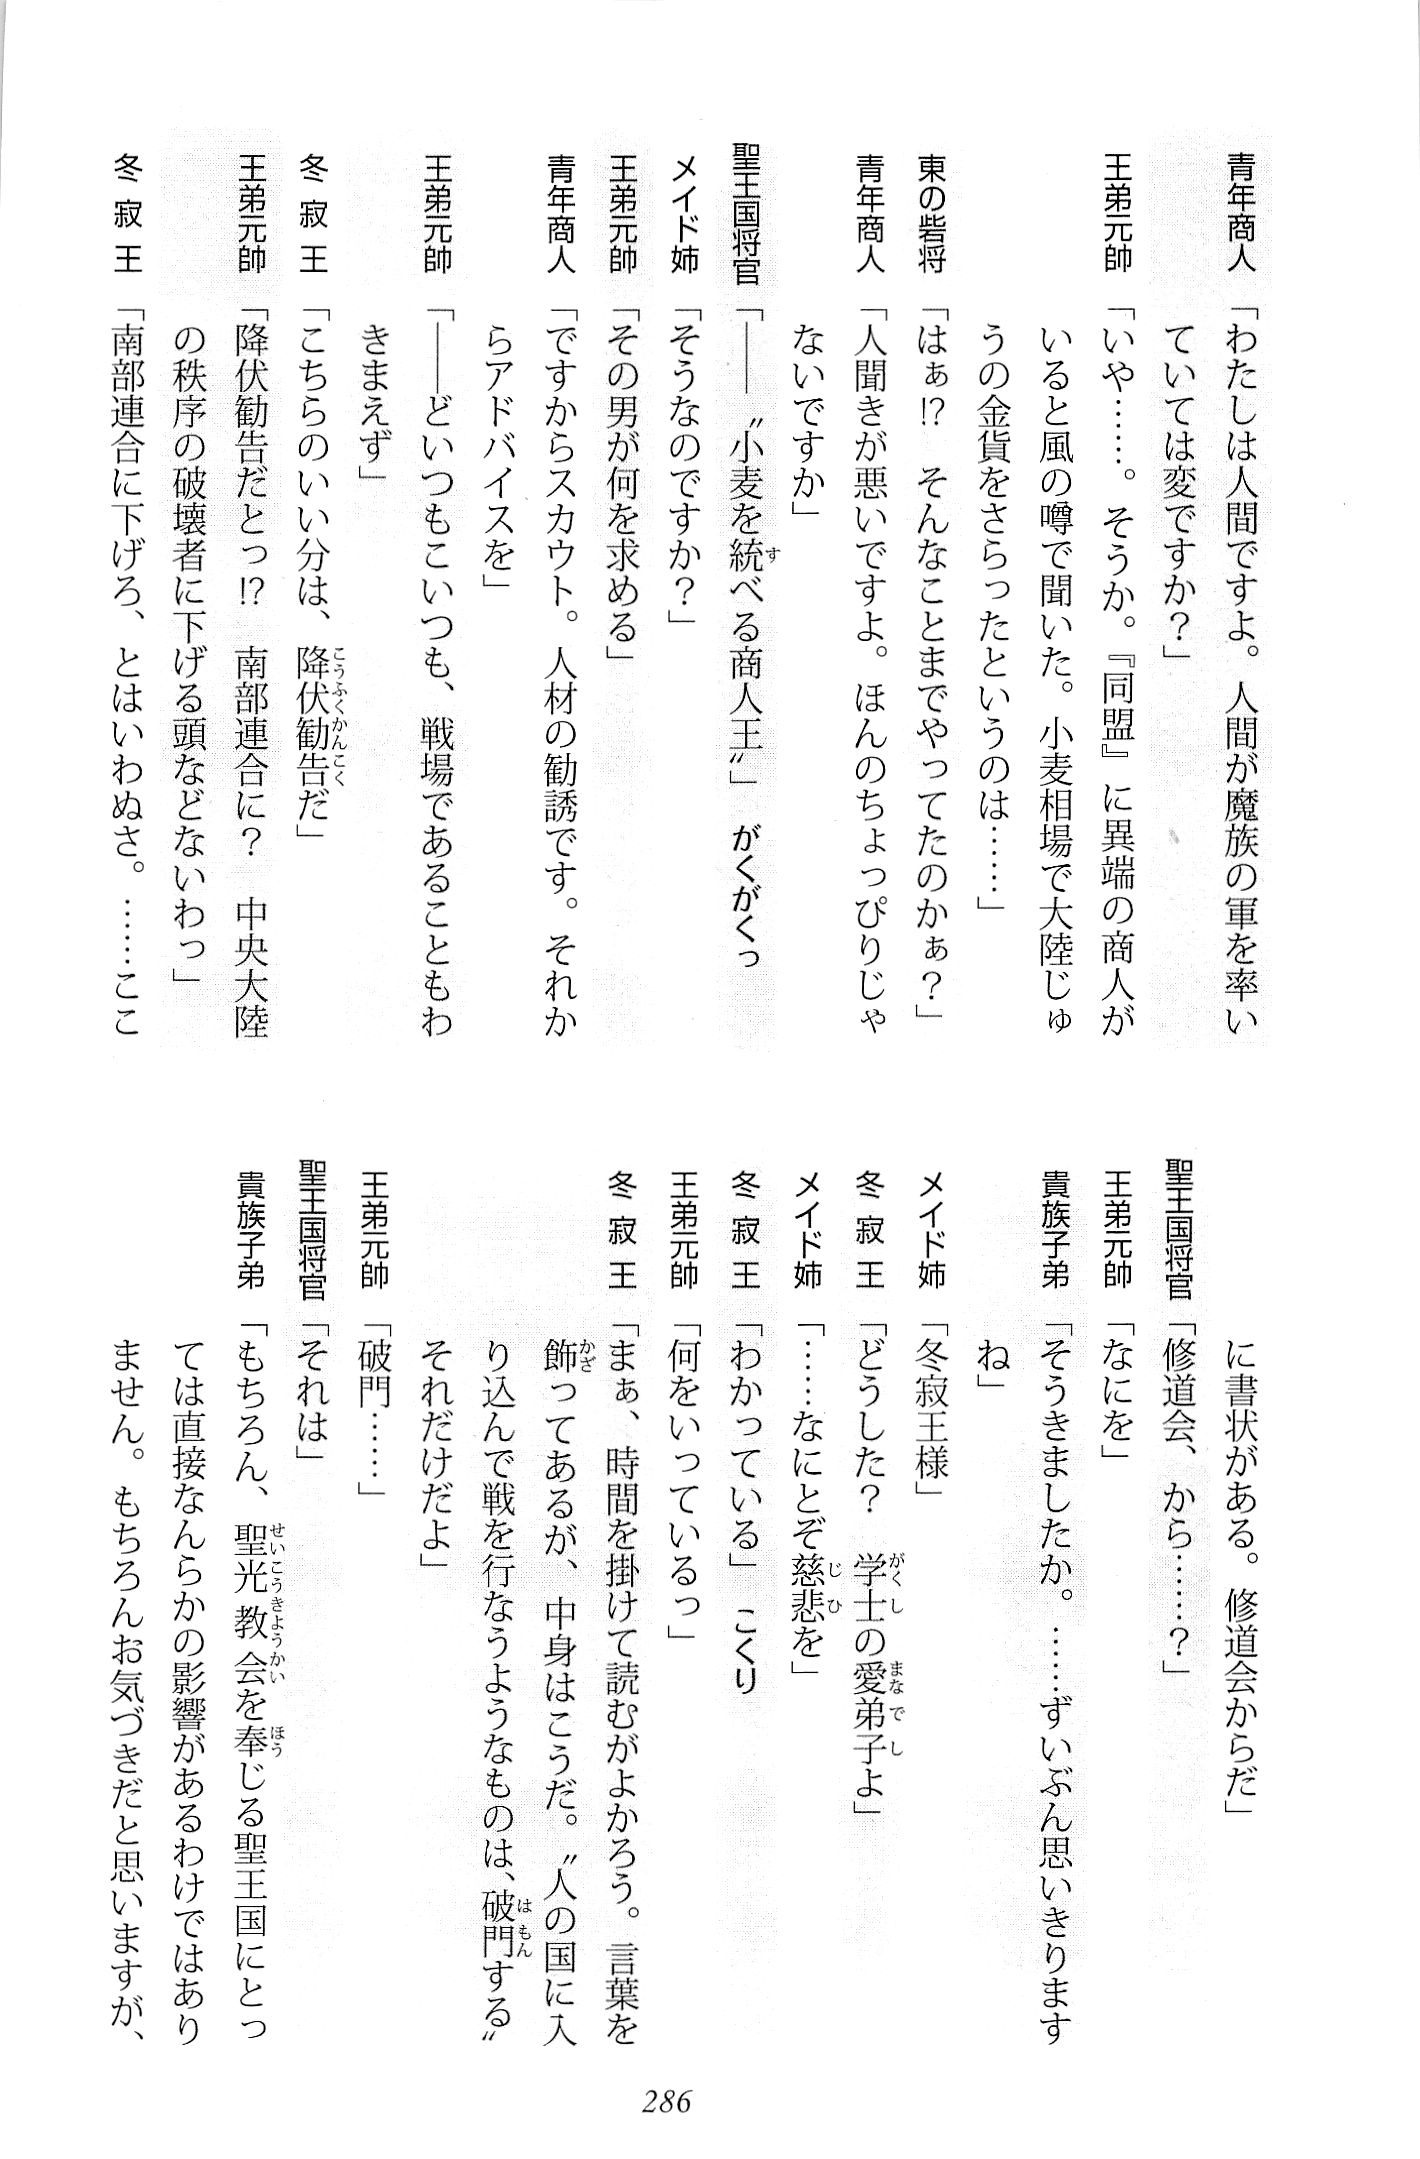 青年商人「わたしは人間ですよ。人間が魔族の軍を率い
ていては変ですか？」
王弟元帥「いや……。そうか。『同盟』に異端の商人が
いると風の噂で聞いた。小麦相場で大陸じゅ
うの金貨をさらったというのは……」
東の砦将「はぁ!?　そんなことまでやってたのかぁ？」
青年商人「人聞きが悪いですよ。ほんのちょっぴりじゃ
ないですか」
聖王国将官「――〝小麦を統べる商人王〟」　がくがくっ
メイド姉「そうなのですか？」
王弟元帥「その男が何を求める」
青年商人「ですからスカウト。人材の勧誘です。それか
らアドバイスを」
王弟元帥「――どいつもこいつも、戦場であることもわ
きまえず」
冬寂王「こちらのいい分は、降伏勧告だ」
王弟元帥「降伏勧告だとっ!?　南部連合に？　中央大陸
の秩序の破壊者に下げる頭などないわっ」
冬寂王「南部連合に下げろ、とはいわぬさ。……ここ
に書状がある。修道会からだ」
聖王国将官「修道会、から……？」
王弟元帥「なにを」
貴族子弟「そうきましたか。……ずいぶん思いきります
ね」
メイド姉「冬寂王様」
冬寂王「どうした？　学士の愛弟子よ」
メイド姉「……なにとぞ慈悲を」
冬寂王「わかっている」　こくり
王弟元帥「何をいっているっ」
冬寂王「まぁ、時間を掛けて読むがよかろう。言葉を
飾ってあるが、中身はこうだ。〝人の国に入
り込んで戦を行なうようなものは、破門する〟
それだけだよ」
王弟元帥「破門……」
聖王国将官「それは」
貴族子弟「もちろん、聖光教会を奉じる聖王国にとっ
ては直接なんらかの影響があるわけではあり
ません。もちろんお気づきだと思いますが、
286